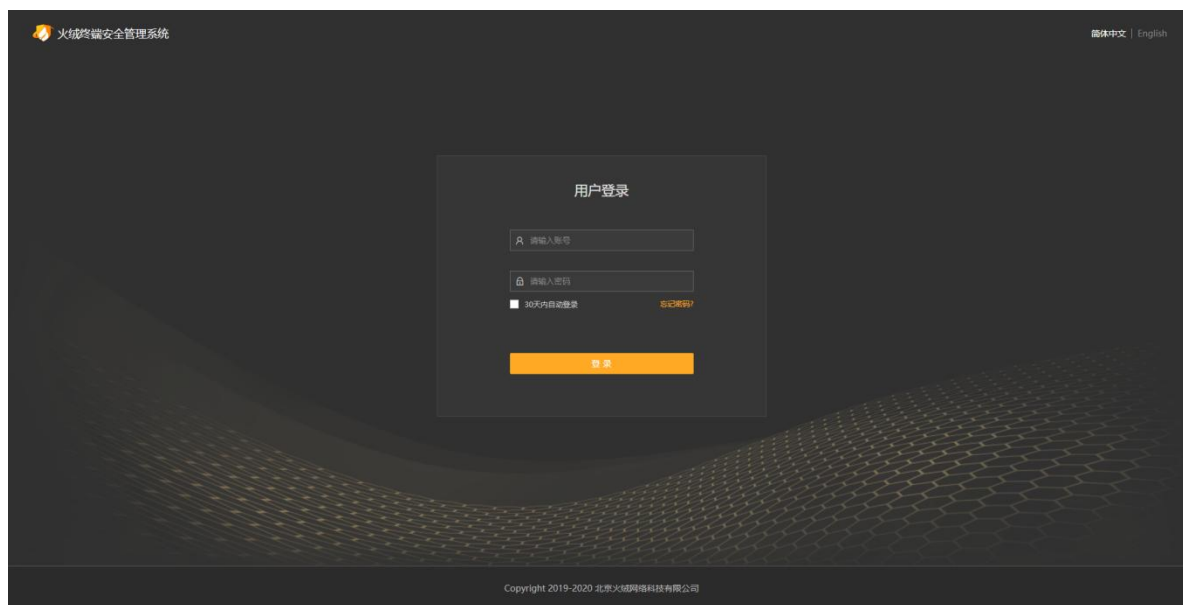 火绒终端安全管理系统
简体中文 | English
用户登录
请输入账号
请输入密码
30天内自动登录 忘记密码?
登 录
Copyright 2019-2020 北京火绒网络科技有限公司